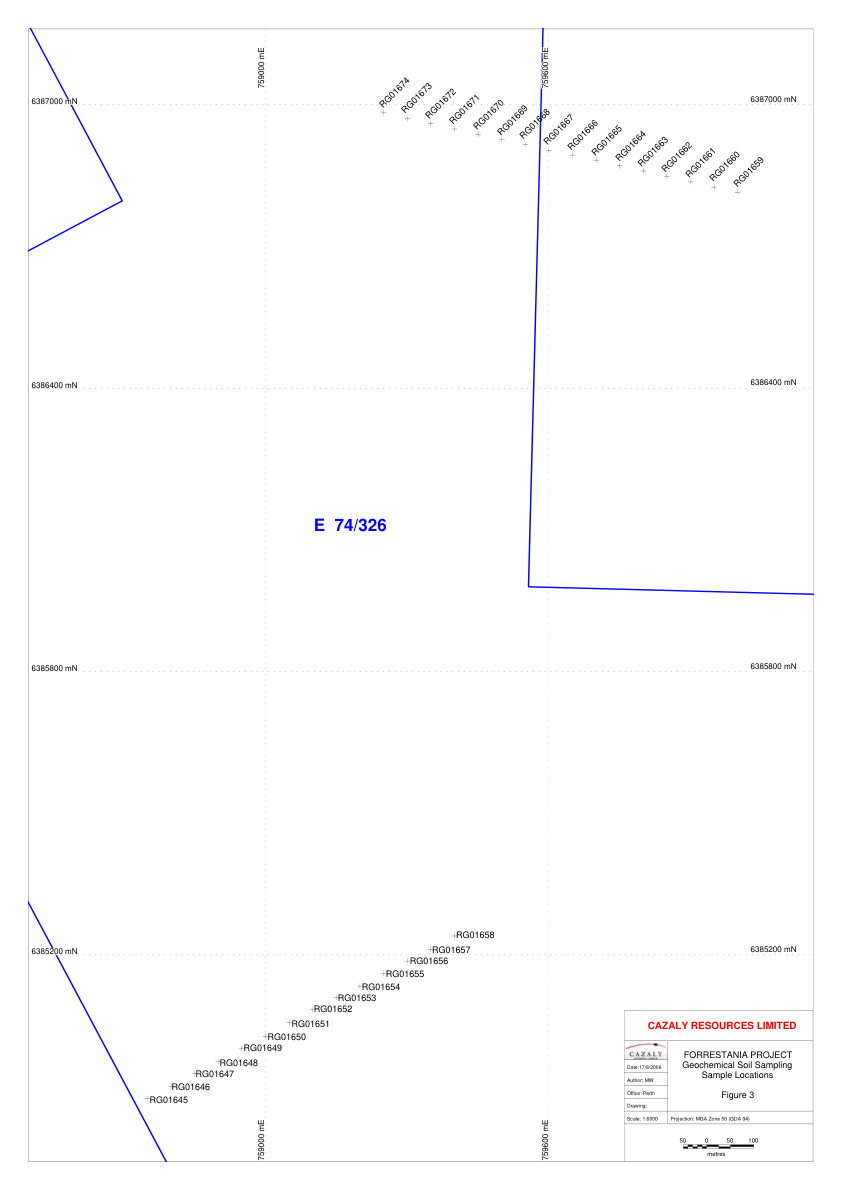 759000 mE
759600 mE
6387000 mN
6387000 mN
RG01674
RG01673
RG01672
RG01671
RG01670
RG01669
RG01668
RG01667
RG01666
RG01665
RG01664
RG01663
RG01662
RG01661
RG01660
RG01659
6386400 mN
6386400 mN
E 74/326
6385800 mN
6385800 mN
RG01658
6385200 mN
6385200 mN
RG01657
RG01656
RG01655
RG01654
RG01653
RG01652
RG01651
RG01650
RG01649
RG01648
RG01647
RG01646
RG01645
759000 mE
759600 mE
CAZALY RESOURCES LIMITED
CAZALY
Date:17/8/2006
Author: MW
Office: Perth
Drawing:
Scale: 1:6000
FORRESTANIA PROJECT
Geochemical Soil Sampling
Sample Locations
Figure 3
Projection: MGA Zone 50 (GDA 94)
50 0 50 100
metres